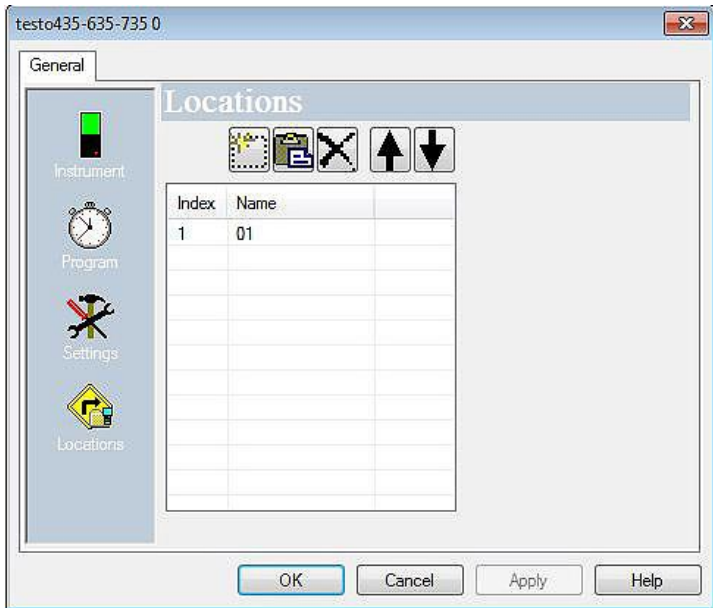 testo435-635-735 0
General
Locations
Instrument
Program
Settings
Locations
Index Name
1 01
OK Cancel Apply Help